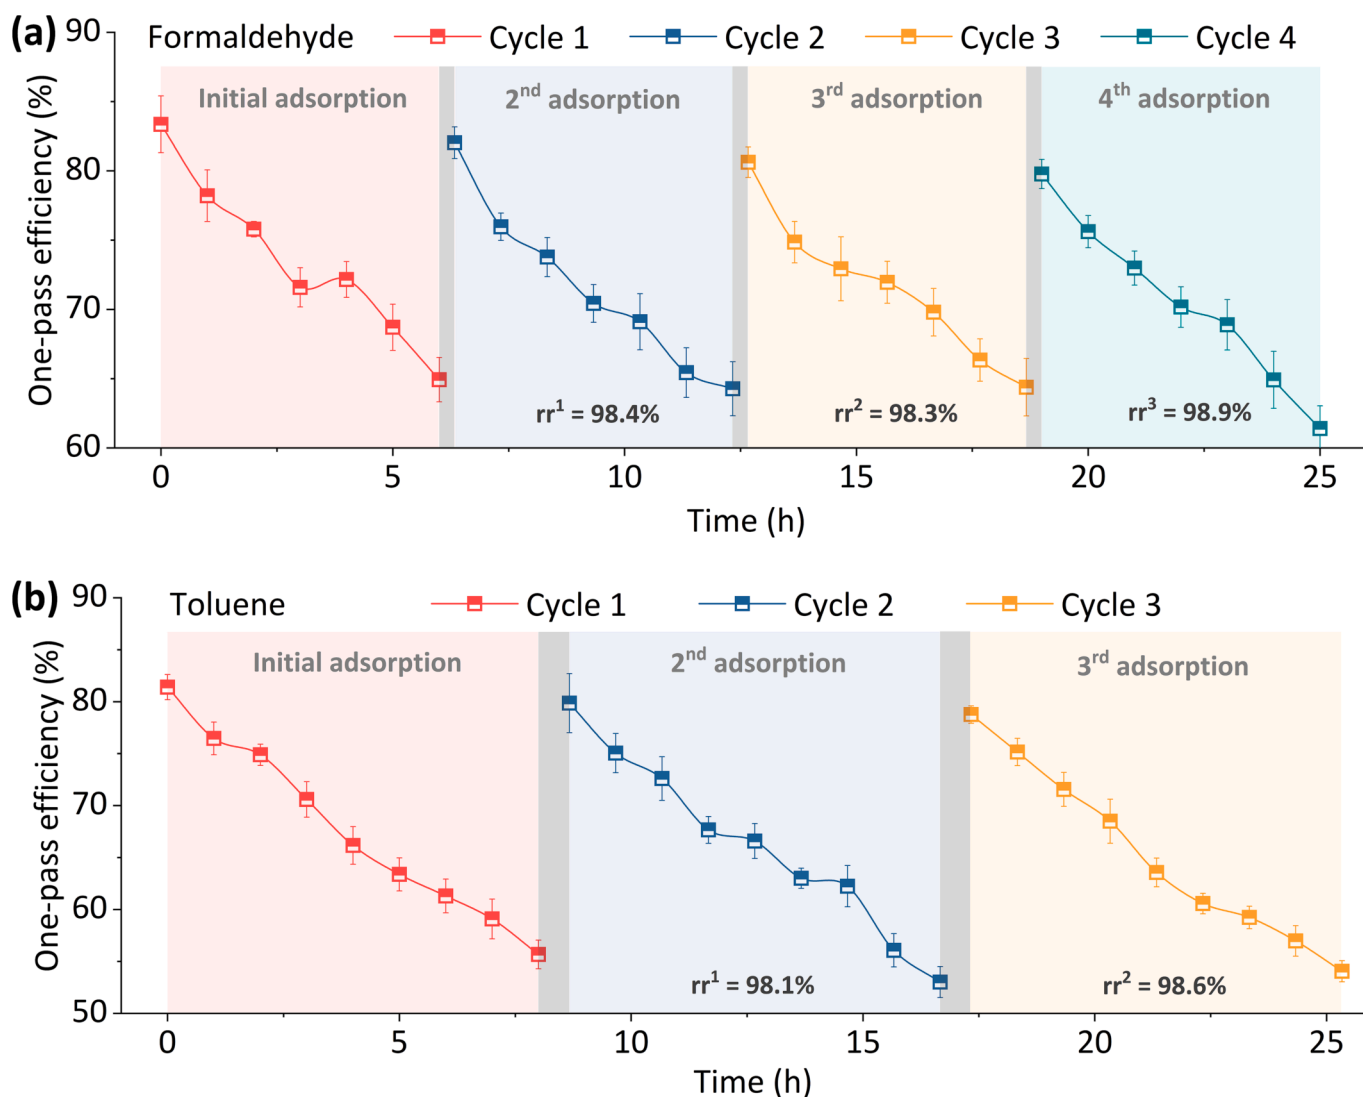 (a) Formaldehyde Cycle 1 Cycle 2 Cycle 3 Cycle 4
Initial adsorption 2nd adsorption 3rd adsorption 4th adsorption
One-pass efficiency (%)
90
80
70
60
rr1 = 98.4% rr2 = 98.3% rr3 = 98.9%
0 5 10 15 20 25
Time (h)
(b) Toluene Cycle 1 Cycle 2 Cycle 3
Initial adsorption 2nd adsorption 3rd adsorption
One-pass efficiency (%)
90
80
70
60
50
rr1 = 98.1% rr2 = 98.6%
0 5 10 15 20 25
Time (h)